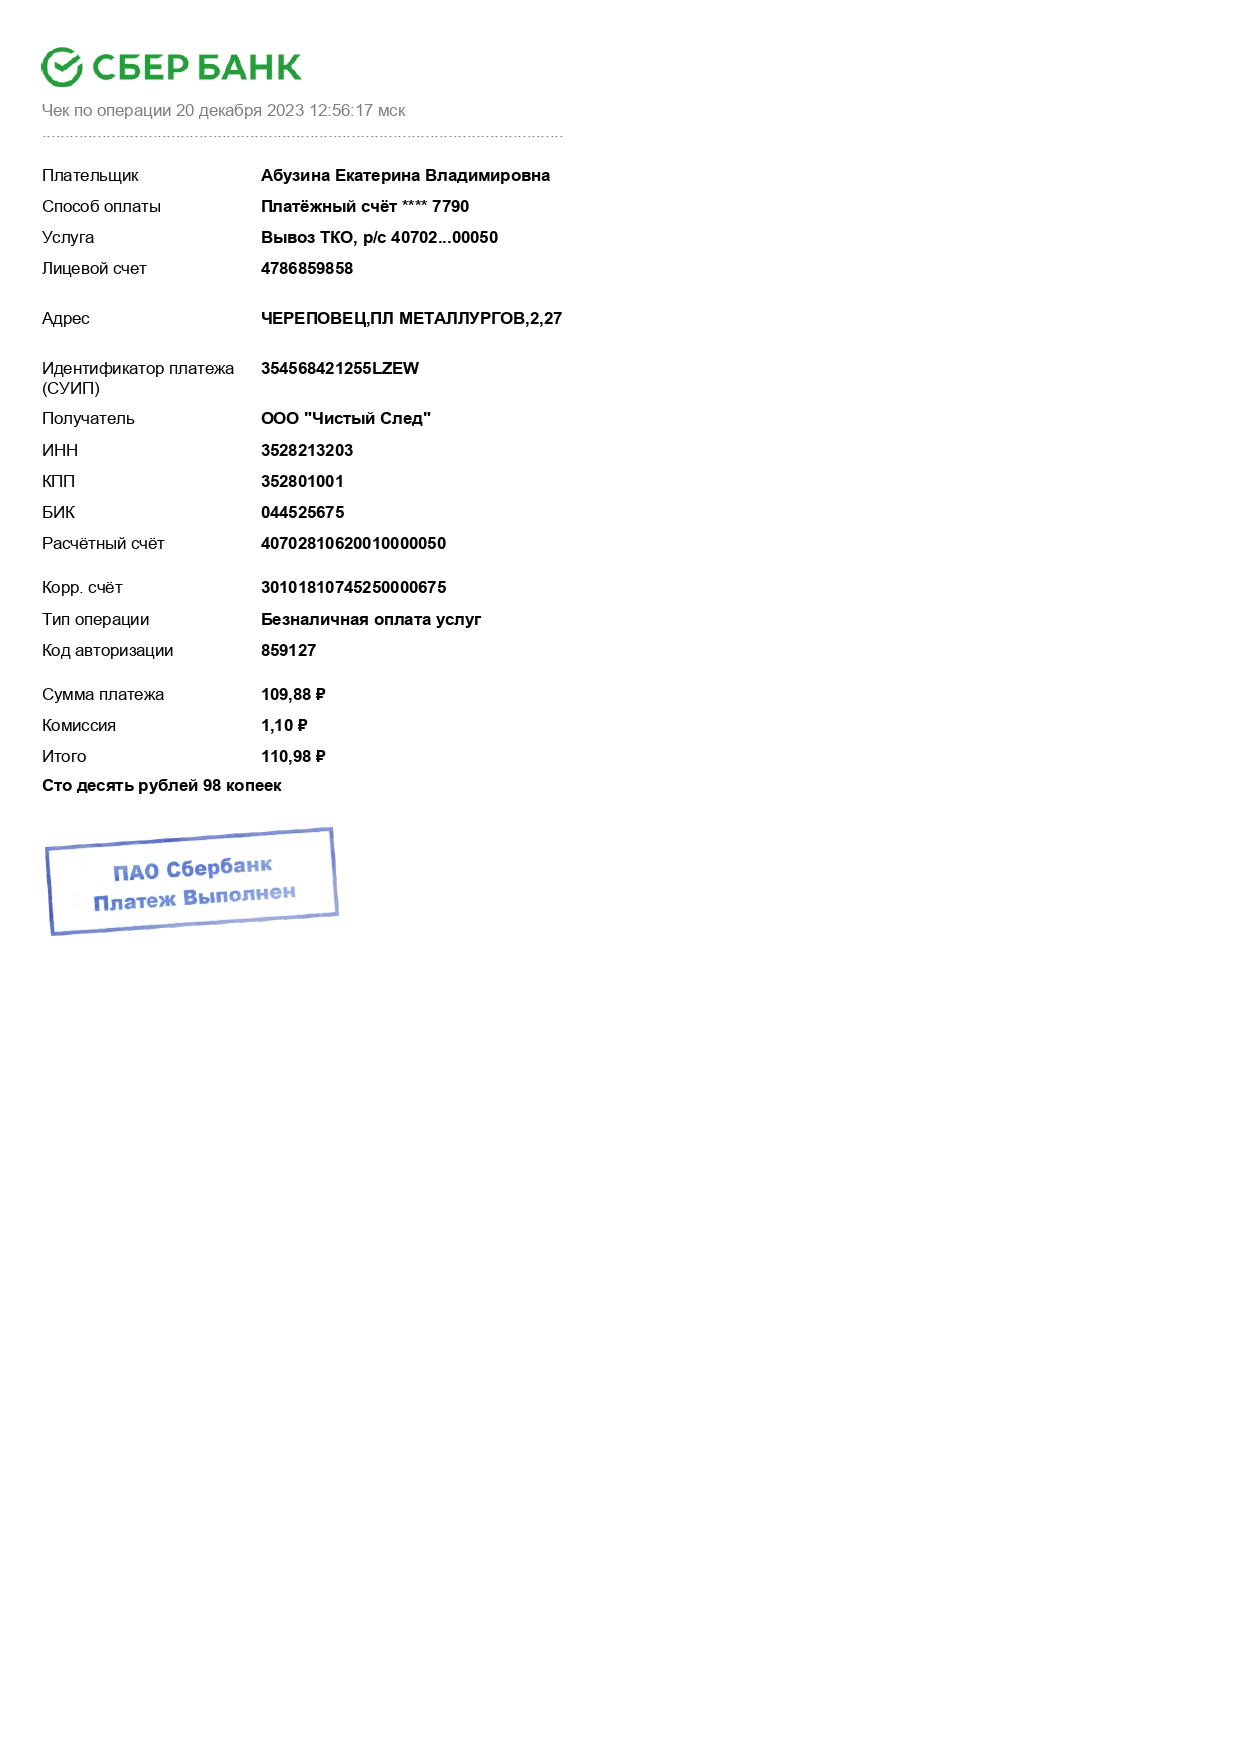 СБЕР БАНК
Чек по операции 20 декабря 2023 12:56:17 мск
Плательщик Абузина Екатерина Владимировна
Способ оплаты Платёжный счёт **** 7790
Услуга Вывоз ТКО, р/с 40702...00050
Лицевой счет 4786859858
Адрес ЧЕРЕПОВЕЦ,ПЛ МЕТАЛЛУРГОВ,2,27
Идентификатор платежа 354568421255LZEW
(СУИП)
Получатель ООО "Чистый След"
ИНН 3528213203
КПП 352801001
БИК 044525675
Расчётный счёт 40702810620010000050
Корр. счёт 30101810745250000675
Тип операции Безналичная оплата услуг
Код авторизации 859127
Сумма платежа 109,88 ₽
Комиссия 1,10 ₽
Итого 110,98 ₽
Сто десять рублей 98 копеек
ПАО Сбербанк
Платеж Выполнен